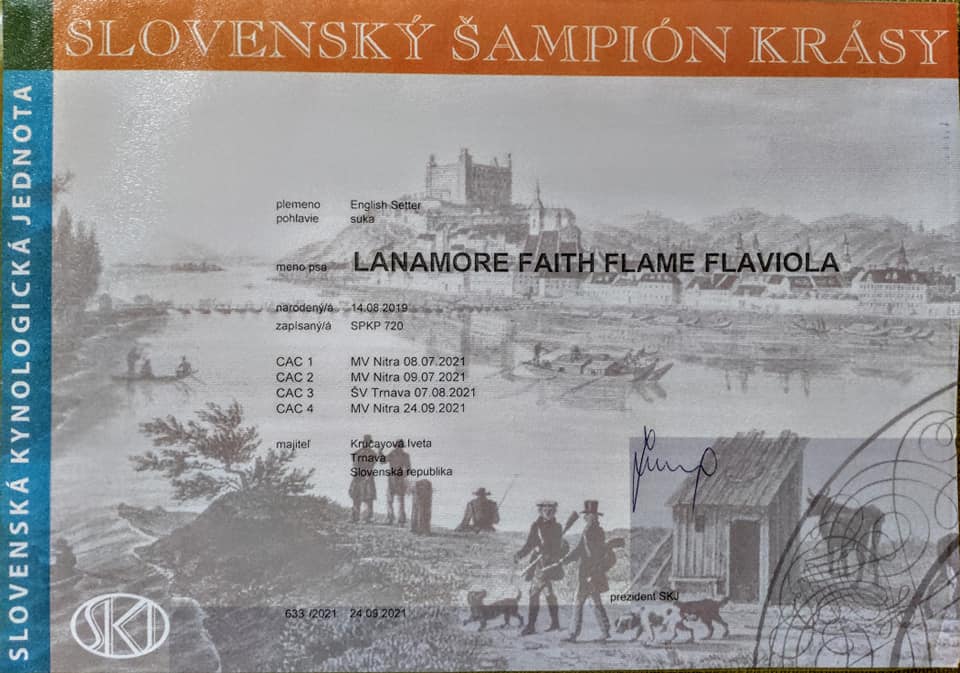 SLOVENSKÝ ŠAMPIÓN KRÁSY
SLOVENSKÁ KYNOLOGICKÁ JEDNOTA
plemeno English Setter
pohlavie suka
meno psa LANAMORE FAITH FLAME FLAVIOLA
narodený/á 14.08.2019
zapísaný/á SPKP 720
CAC 1 MV Nitra 08.07.2021
CAC 2 MV Nitra 09.07.2021
CAC 3 ŠV Trnava 07.08.2021
CAC 4 MV Nitra 24.09.2021
majiteľ Kručayová Iveta
Trnava
Slovenská republika
prezident SKJ
633 /2021 24.09.2021
SKJ